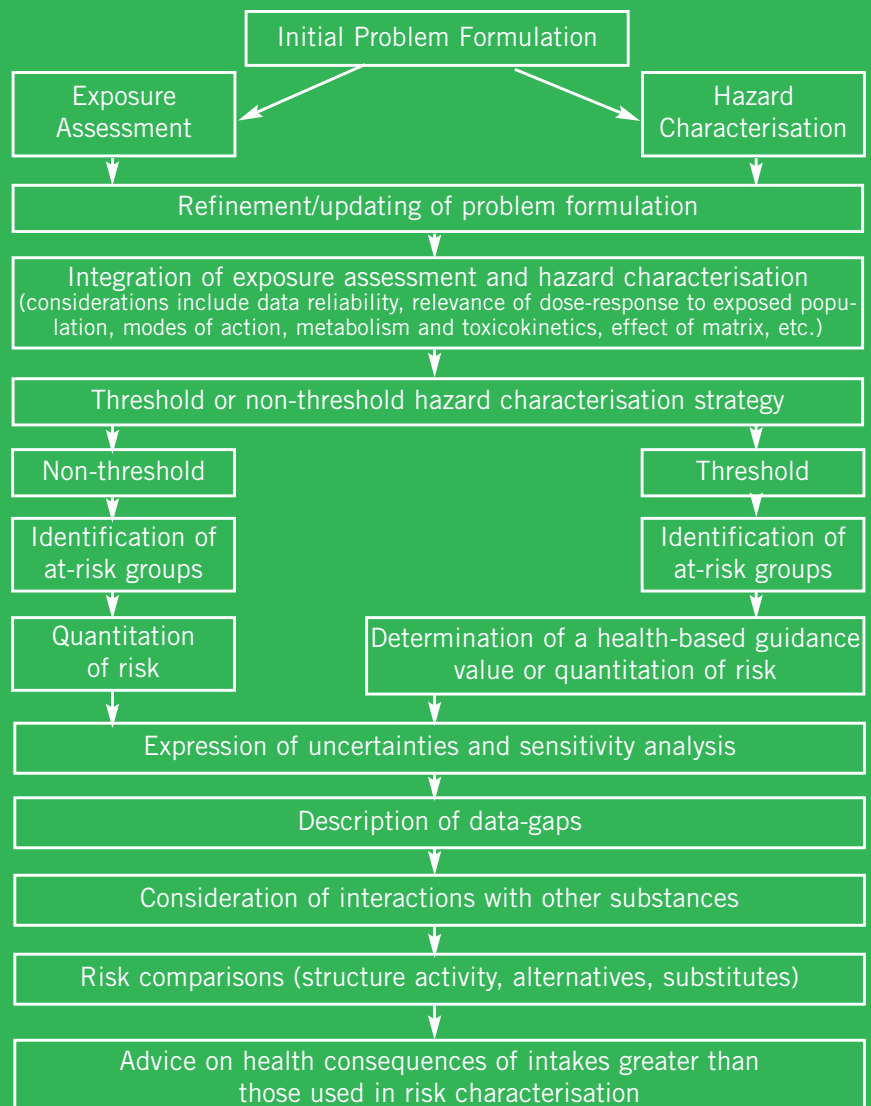 Initial Problem Formulation
Exposure
Assessment
Hazard
Characterisation
Refinement/updating of problem formulation
Integration of exposure assessment and hazard characterisation
(considerations include data reliability, relevance of dose-response to exposed popu-
lation, modes of action, metabolism and toxicokinetics, effect of matrix, etc.)
Threshold or non-threshold hazard characterisation strategy
Non-threshold
Threshold
Identification of
at-risk groups
Identification of
at-risk groups
Quantitation
of risk
Determination of a health-based guidance
value or quantitation of risk
Expression of uncertainties and sensitivity analysis
Description of data-gaps
Consideration of interactions with other substances
Risk comparisons (structure activity, alternatives, substitutes)
Advice on health consequences of intakes greater than
those used in risk characterisation